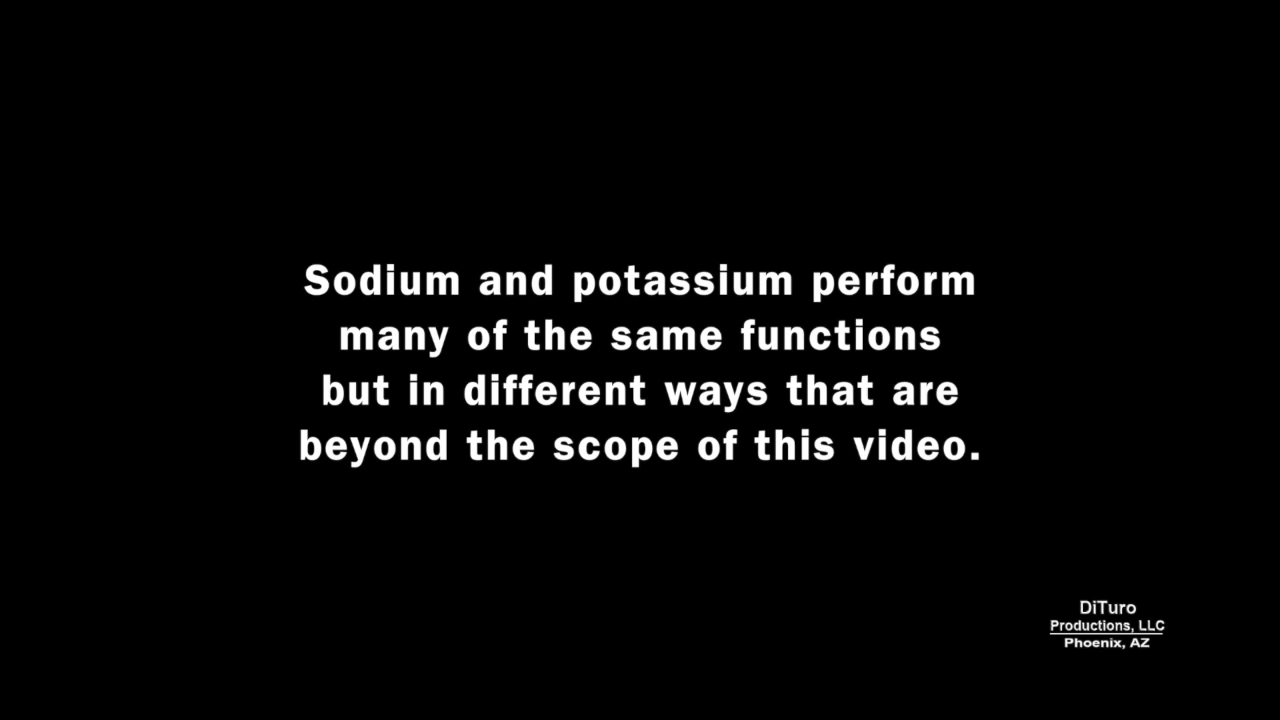 Sodium and potassium perform
many of the same functions
but in different ways that are
beyond the scope of this video.
DiTuro
Productions, LLC
Phoenix, AZ